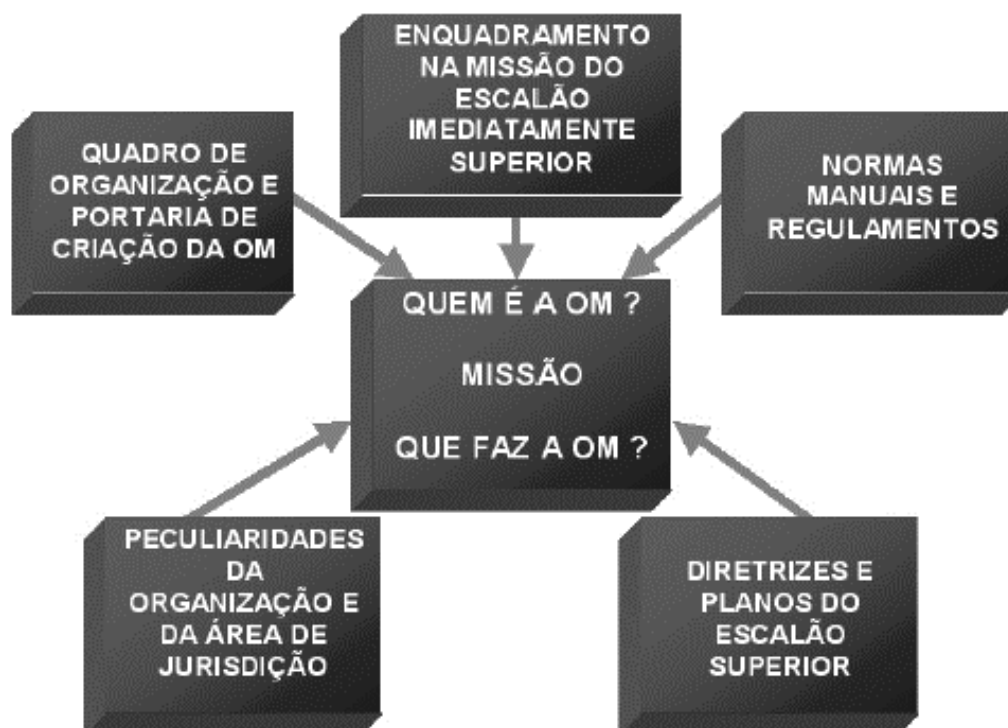 ENQUADRAMENTO
NA MISSÃO DO
ESCALÃO
IMEDIATAMENTE
SUPERIOR
QUADRO DE
ORGANIZAÇÃO E
PORTARIA DE
CRIAÇÃO DA OM
NORMAS
MANUAIS E
REGULAMENTOS
QUEM É A OM ?
MISSÃO
QUE FAZ A OM ?
PECULIARIDADES
DA
ORGANIZAÇÃO E
DA ÁREA DE
JURISDIÇÃO
DIRETRIZES E
PLANOS DO
ESCALÃO
SUPERIOR